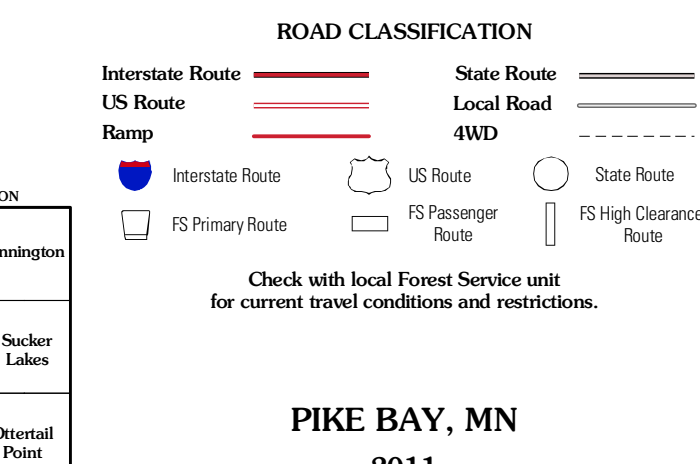 ROAD CLASSIFICATION
Interstate Route
State Route
US Route
Local Road
Ramp
4WD
Interstate Route
US Route
State Route
FS Primary Route
FS Passenger
Route
FS High Clearance
Route
Check with local Forest Service unit
for current travel conditions and restrictions.
Sucker
Lakes
Point
PIKE BAY, MN
2011